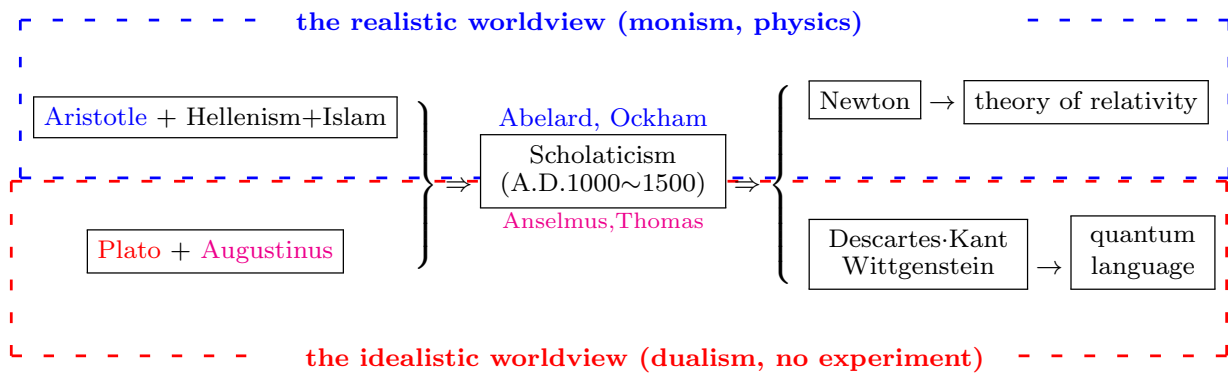 the realistic worldview (monism, physics)
Aristotle + Hellenism+Islam
Abelard, Ockham
Scholaticism
(A.D.1000~1500)
Anselmus,Thomas
Newton → theory of relativity
⇒ ⇒
Plato + Augustinus
Descartes·Kant
Wittgenstein → quantum
language
the idealistic worldview (dualism, no experiment)